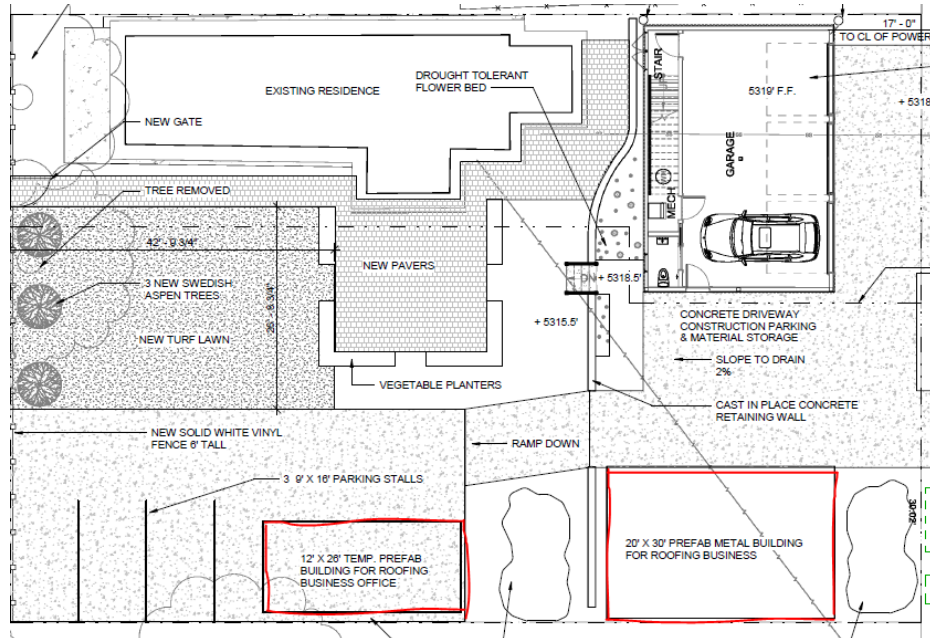 17' - 0"
TO CL OF POWER
EXISTING RESIDENCE
DROUGHT TOLERANT
FLOWER BED
STAIR
5319' F.F.
+ 5318
NEW GATE
GARAGE
TREE REMOVED
MECH
42' - 9 3/4"
NEW PAVERS
DN
+ 5318.5'
3 NEW SWEDISH
ASPEN TREES
26' - 8 3/4"
+ 5315.5'
CONCRETE DRIVEWAY
CONSTRUCTION PARKING
& MATERIAL STORAGE
NEW TURF LAWN
SLOPE TO DRAIN
2%
VEGETABLE PLANTERS
CAST IN PLACE CONCRETE
RETAINING WALL
NEW SOLID WHITE VINYL
FENCE 6' TALL
RAMP DOWN
3 9' X 16' PARKING STALLS
12' X 26' TEMP. PREFAB
BUILDING FOR ROOFING
BUSINESS OFFICE
20' X 30' PREFAB METAL BUILDING
FOR ROOFING BUSINESS